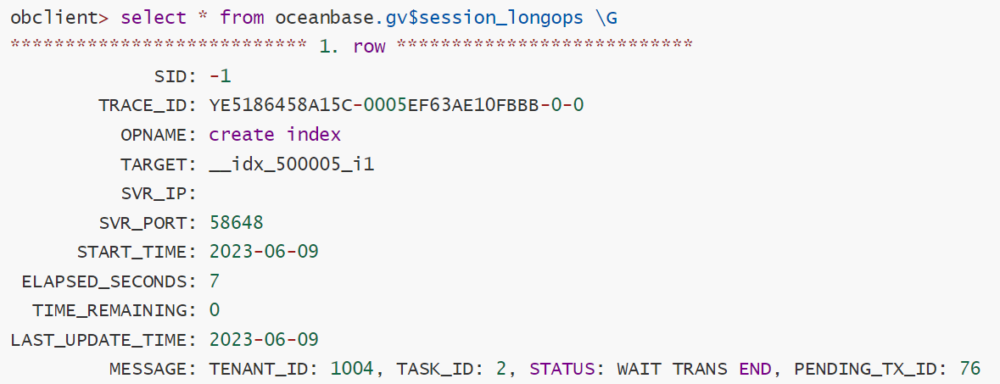 obclient> select * from oceanbase.gv$session_longops \G
*************************** 1. row ***************************
SID: -1
TRACE_ID: YE5186458A15C-0005EF63AE10FBBB-0-0
OPNAME: create index
TARGET: __idx_500005_i1
SVR_IP:
SVR_PORT: 58648
START_TIME: 2023-06-09
ELAPSED_SECONDS: 7
TIME_REMAINING: 0
LAST_UPDATE_TIME: 2023-06-09
MESSAGE: TENANT_ID: 1004, TASK_ID: 2, STATUS: WAIT TRANS END, PENDING_TX_ID: 76